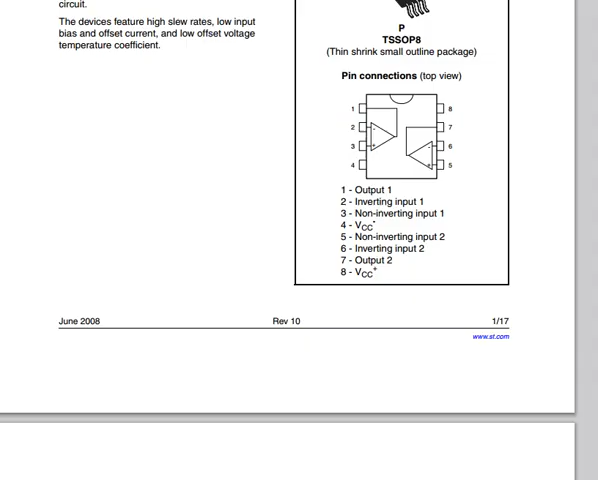 circuit.
The devices feature high slew rates, low input
bias and offset current, and low offset voltage
temperature coefficient.
P
TSSOP8
(Thin shrink small outline package)
Pin connections (top view)
1 8
2 - - 7
3 + - 6
4 + 5
1 - Output 1
2 - Inverting input 1
3 - Non-inverting input 1
4 - VCC-
5 - Non-inverting input 2
6 - Inverting input 2
7 - Output 2
8 - VCC+
June 2008 Rev 10 1/17
www.st.com